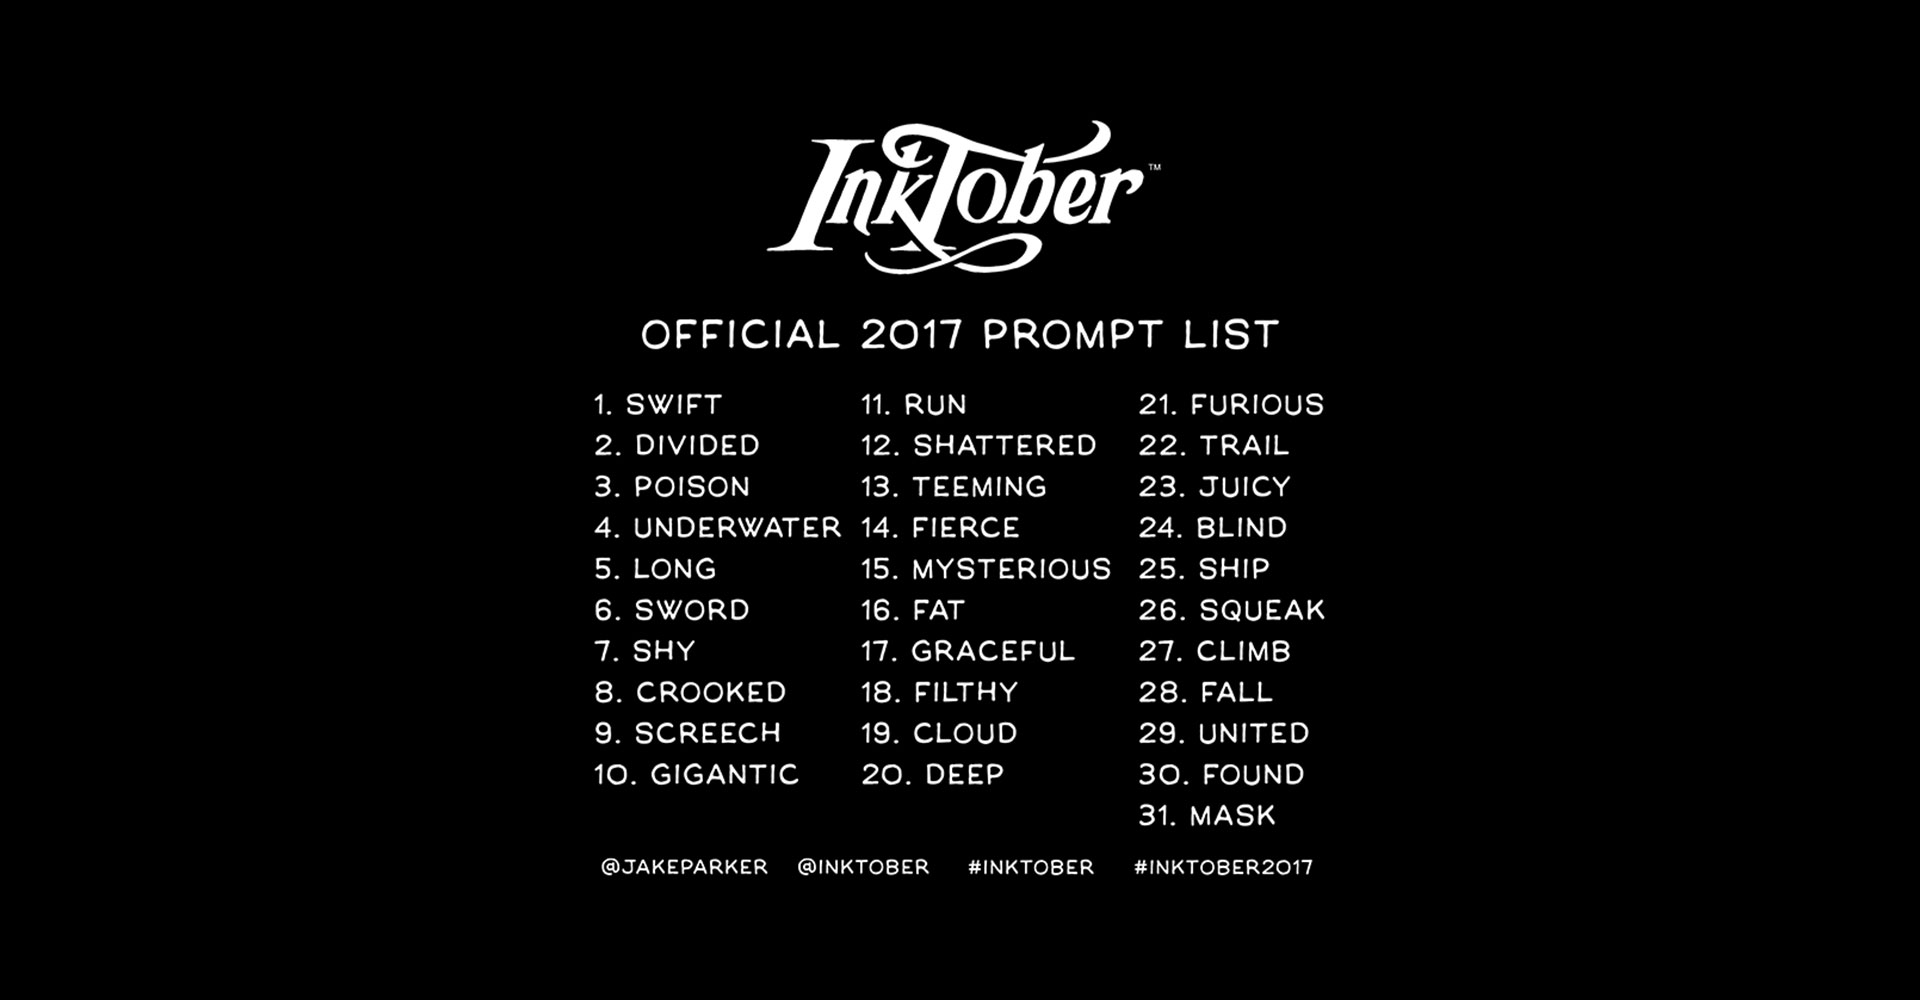 InkTober™
OFFICIAL 2017 PROMPT LIST
1. SWIFT
2. DIVIDED
3. POISON
4. UNDERWATER
5. LONG
6. SWORD
7. SHY
8. CROOKED
9. SCREECH
10. GIGANTIC
11. RUN
12. SHATTERED
13. TEEMING
14. FIERCE
15. MYSTERIOUS
16. FAT
17. GRACEFUL
18. FILTHY
19. CLOUD
20. DEEP
21. FURIOUS
22. TRAIL
23. JUICY
24. BLIND
25. SHIP
26. SQUEAK
27. CLIMB
28. FALL
29. UNITED
30. FOUND
31. MASK
@JAKEPARKER @INKTOBER #INKTOBER #INKTOBER2017